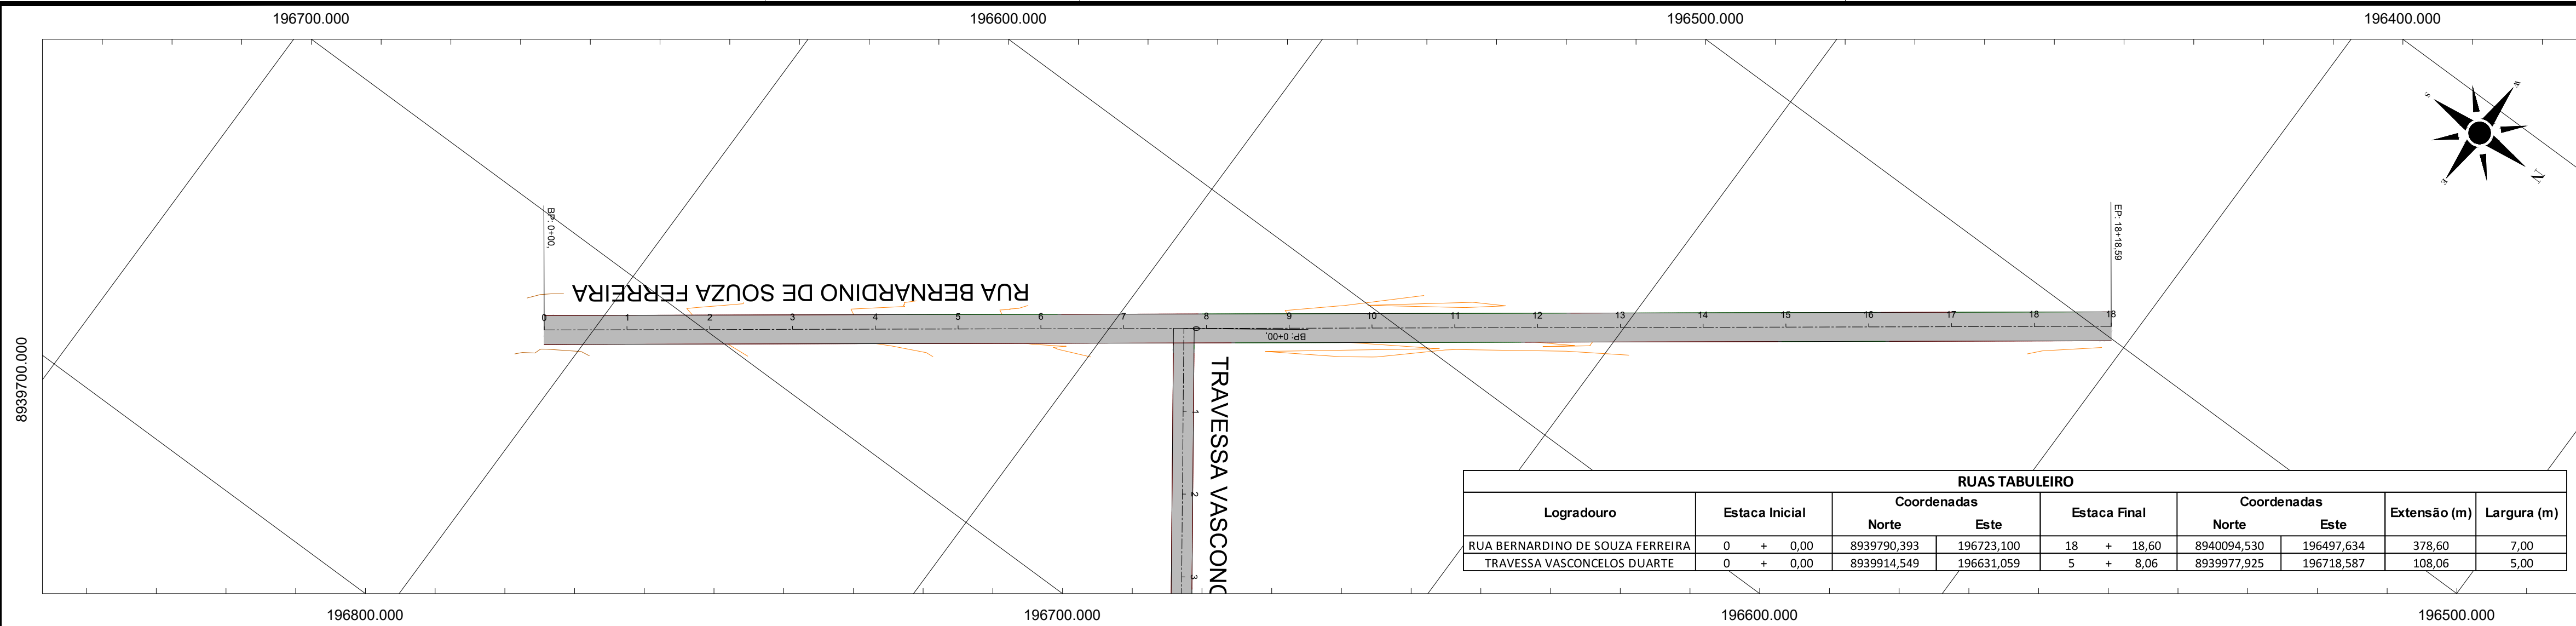 196700.000 196600.000 196500.000 196400.000
S R
E N
BP: 0+00,
EP: 18+18,59
RUA BERNARDINO DE SOUZA FERREIRA
0 1 2 3 4 5 6 7 8 9 10 11 12 13 14 15 16 17 18 18
0 BP: 0+00,
8939700.000
TRAVESSA VASCONC
1
2
3
RUAS TABULEIRO
Logradouro Estaca Inicial Coordenadas Estaca Final Coordenadas Extensão (m) Largura (m)
Norte Este Norte Este
RUA BERNARDINO DE SOUZA FERREIRA 0 + 0,00 8939790,393 196723,100 18 + 18,60 8940094,530 196497,634 378,60 7,00
TRAVESSA VASCONCELOS DUARTE 0 + 0,00 8939914,549 196631,059 5 + 8,06 8939977,925 196718,587 108,06 5,00
196800.000 196700.000 196600.000 196500.000